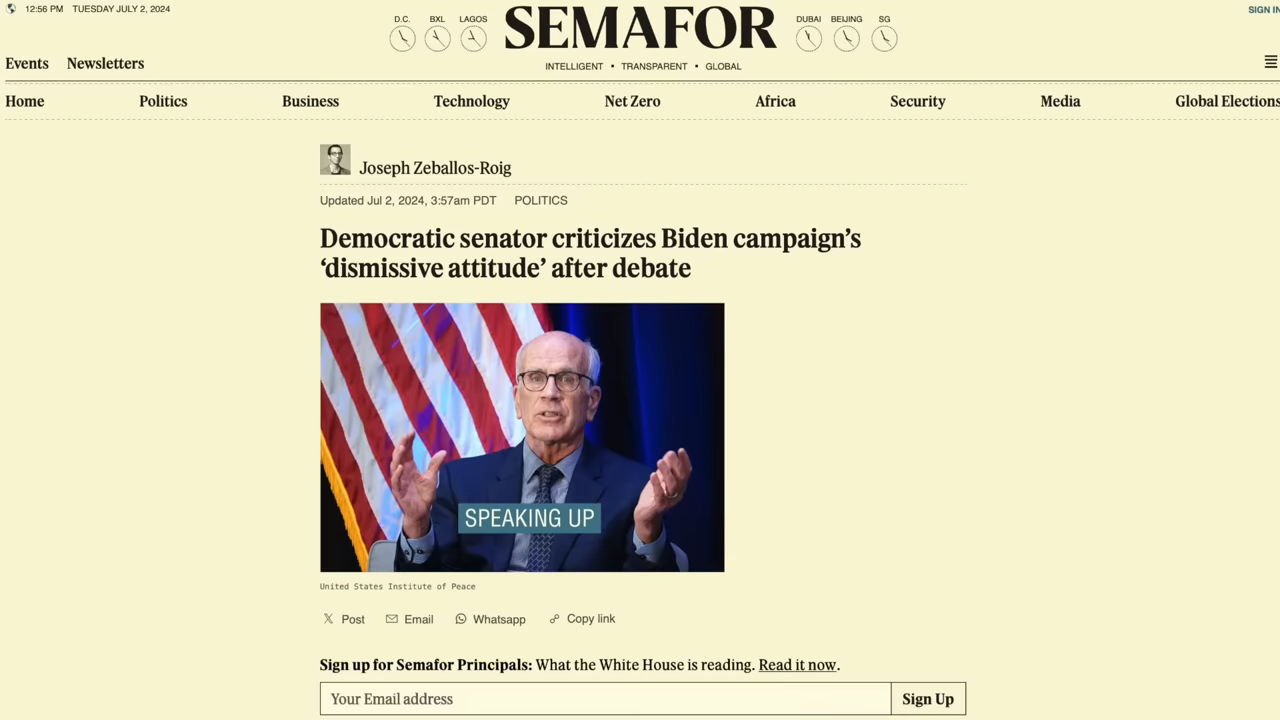 12:56 PM TUESDAY JULY 2, 2024
D.C. BXL LAGOS
SEMAFOR
DUBAI BEIJING SG
SIGN IN
Events Newsletters
INTELLIGENT • TRANSPARENT • GLOBAL
Home Politics Business Technology Net Zero Africa Security Media Global Elections
Joseph Zeballos-Roig
Updated Jul 2, 2024, 3:57am PDT POLITICS
Democratic senator criticizes Biden campaign’s
‘dismissive attitude’ after debate
SPEAKING UP
United States Institute of Peace
Post Email Whatsapp Copy link
Sign up for Semafor Principals: What the White House is reading. Read it now.
Your Email address Sign Up